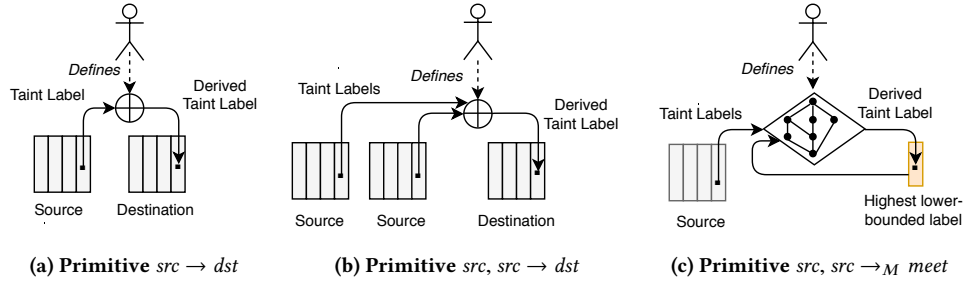 Defines
Taint Label
Derived
Taint Label
Source
Destination
(a) Primitive src → dst
Defines
Taint Labels
Derived
Taint Label
Source
Source
Destination
(b) Primitive src, src → dst
Defines
Taint Labels
Derived
Taint Label
Source
Highest lower-
bounded label
(c) Primitive src, src →M meet